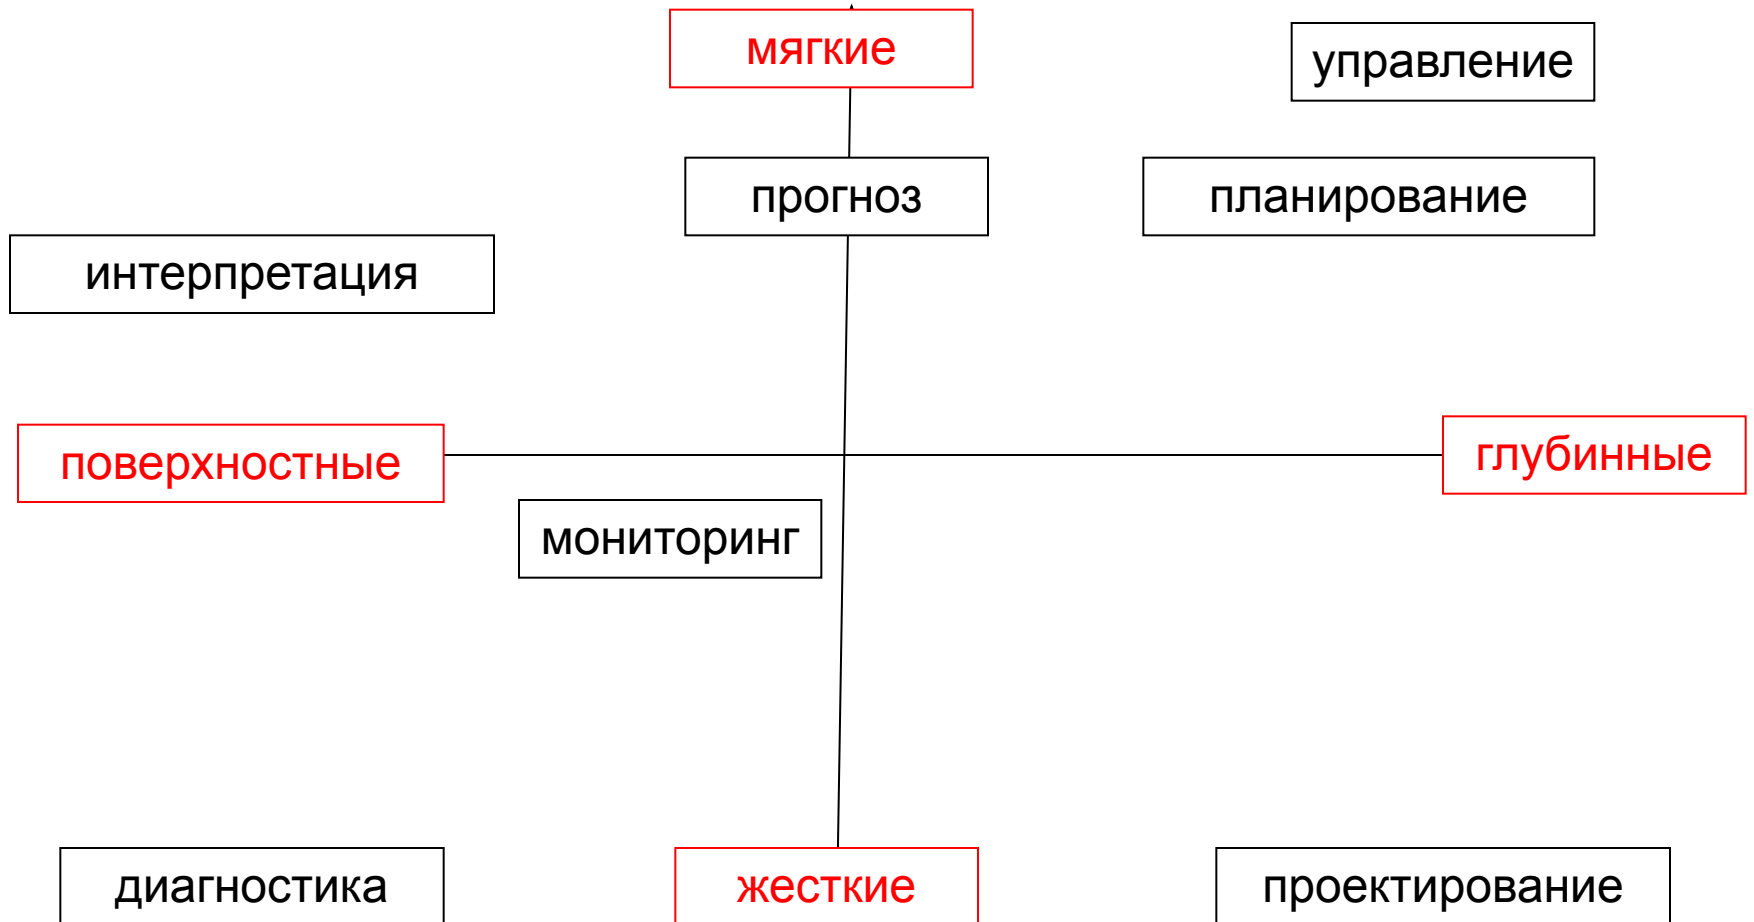 мягкие
управление
прогноз
планирование
интерпретация
поверхностные
глубинные
мониторинг
диагностика
жесткие
проектирование